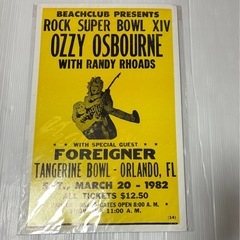 BEACHCLUB PRESENTS
ROCK SUPER BOWL XIV
OZZY OSBOURNE
WITH RANDY RHOADS
WITH SPECIAL GUEST
FOREIGNER
TANGERINE BOWL - ORLANDO, FL
MARCH 20 - 1982
ALL TICKETS $12.50
GATES OPEN 8:00 A.M.
11:00 A.M.